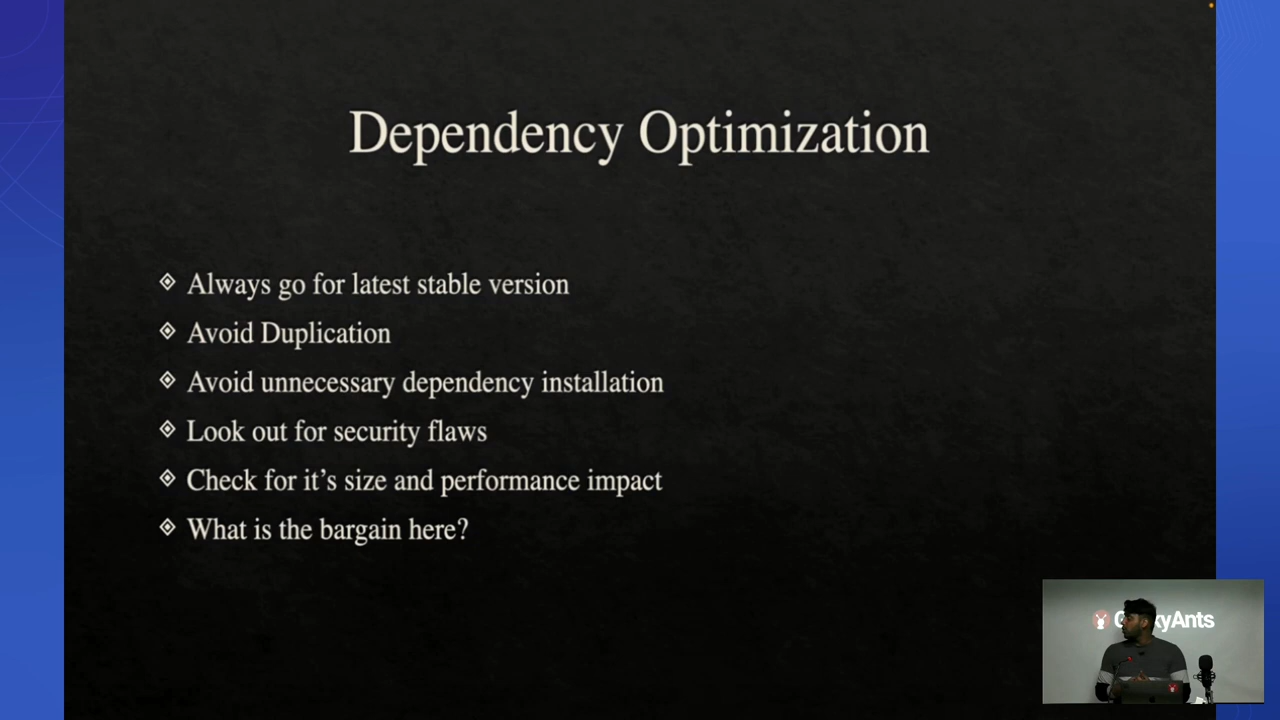 Dependency Optimization
Always go for latest stable version
Avoid Duplication
Avoid unnecessary dependency installation
Look out for security flaws
Check for it’s size and performance impact
What is the bargain here?